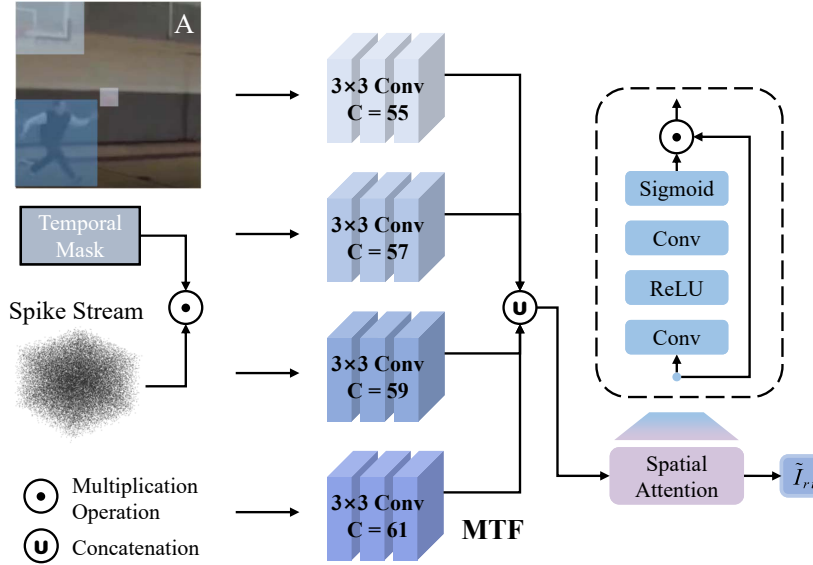 A
3×3 Conv
C = 55
Temporal
Mask
3×3 Conv
C = 57
Spike Stream
3×3 Conv
C = 59
Multiplication
Operation
Concatenation
3×3 Conv
C = 61
MTF
U
Sigmoid
Conv
ReLU
Conv
Spatial
Attention